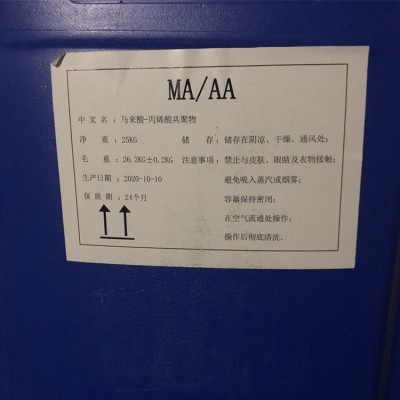 MA/AA
中文名：马来酸-丙烯酸共聚物
净重：25KG 储存：储存在阴凉、干燥、通风处；
毛重：26.2KG±0.2KG 注意事项：禁止与皮肤、眼睛及衣物接触；
生产日期：2020-10-10 避免吸入蒸汽或烟雾；
保质期：24个月 容器保持密闭；
在空气流通处操作；
操作后彻底清洗。